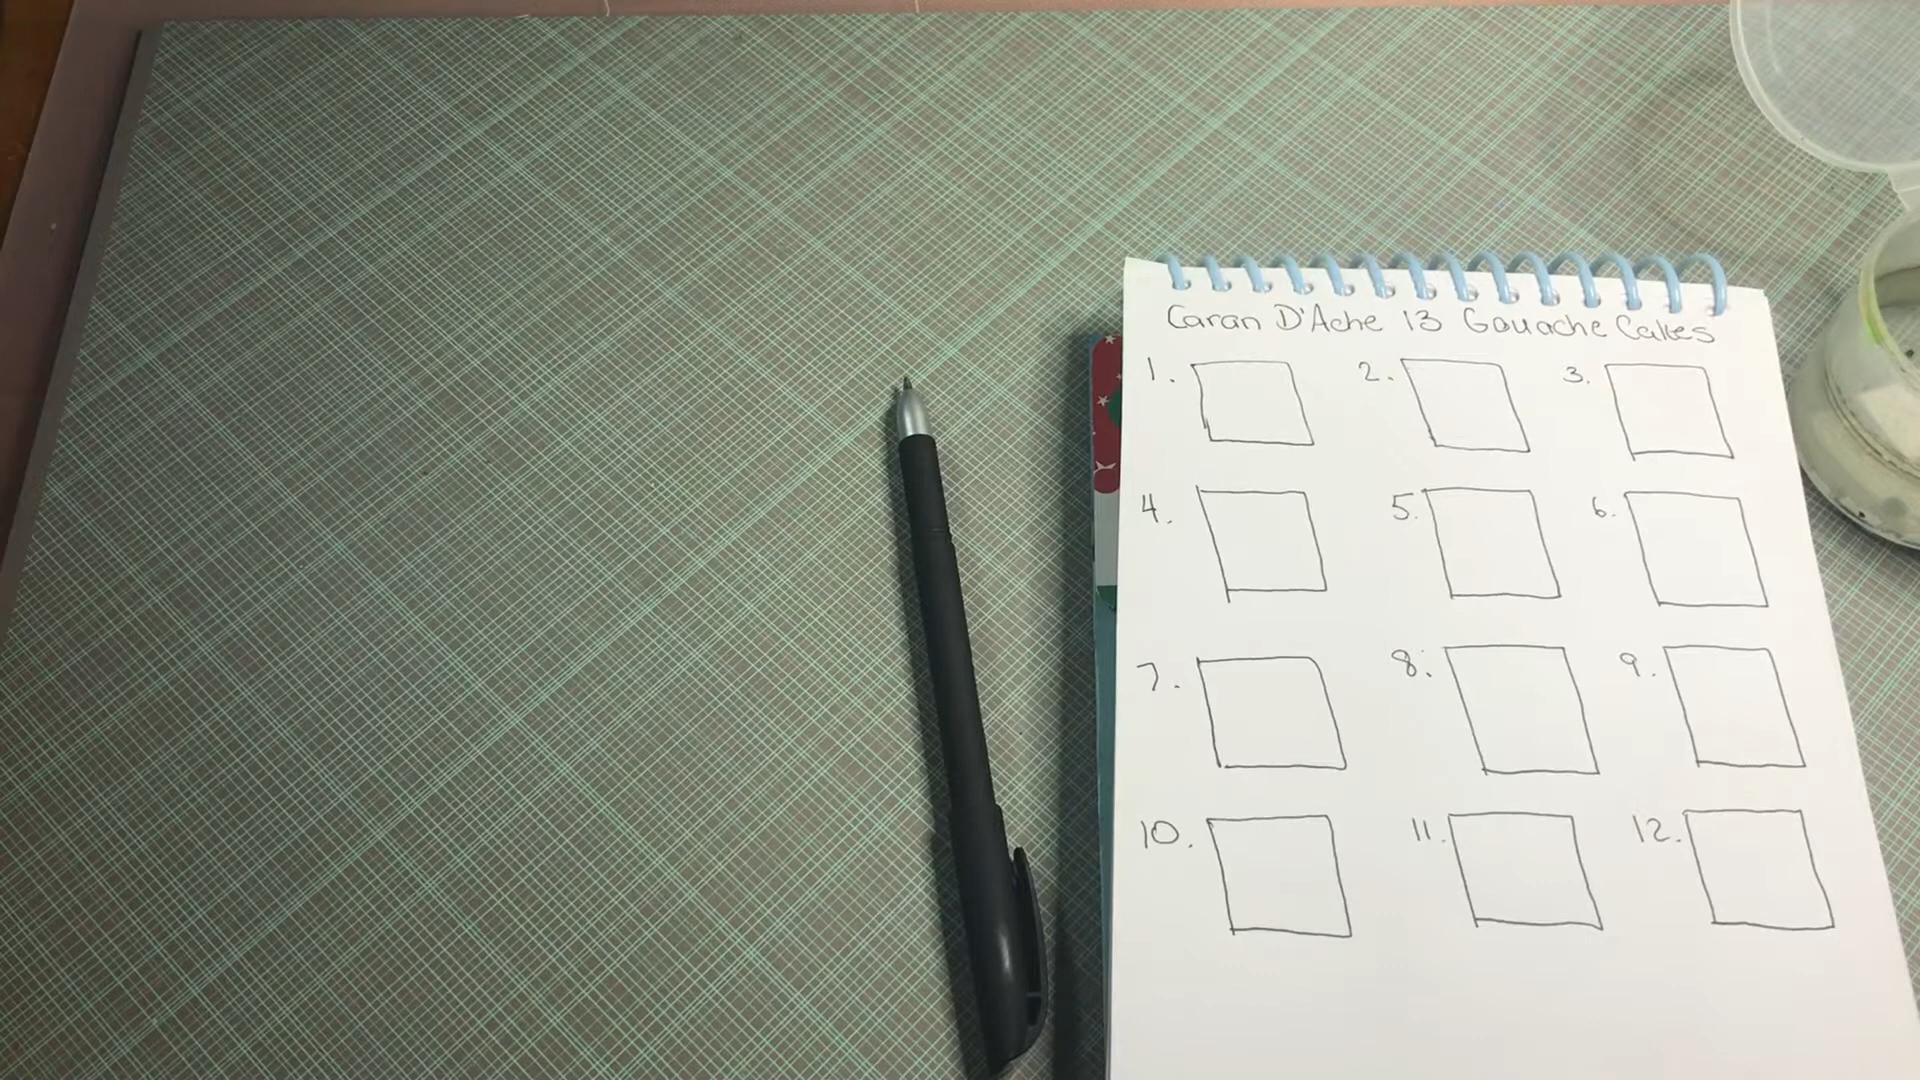 Caran D'Ache 13 Gouache Cakes
1. 2. 3.
4. 5. 6.
7. 8. 9.
10. 11. 12.